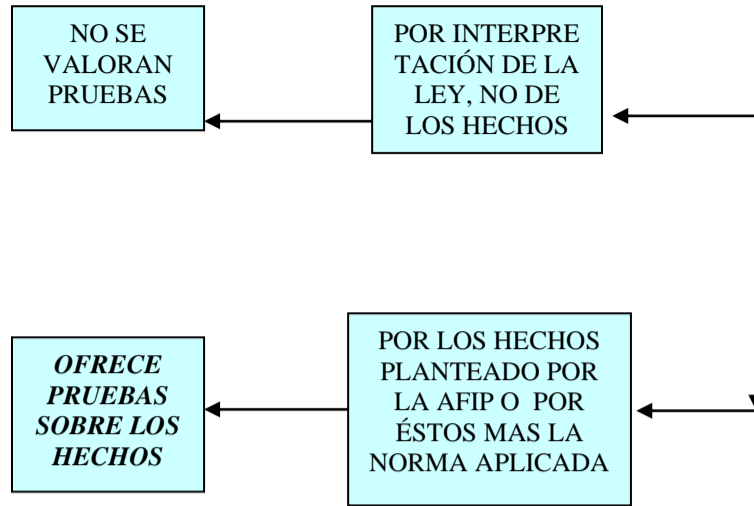 NO SE
VALORAN
PRUEBAS
POR INTERPRE
TACIÓN DE LA
LEY, NO DE
LOS HECHOS
OFRECE
PRUEBAS
SOBRE LOS
HECHOS
POR LOS HECHOS
PLANTEADO POR
LA AFIP O POR
ÉSTOS MAS LA
NORMA APLICADA